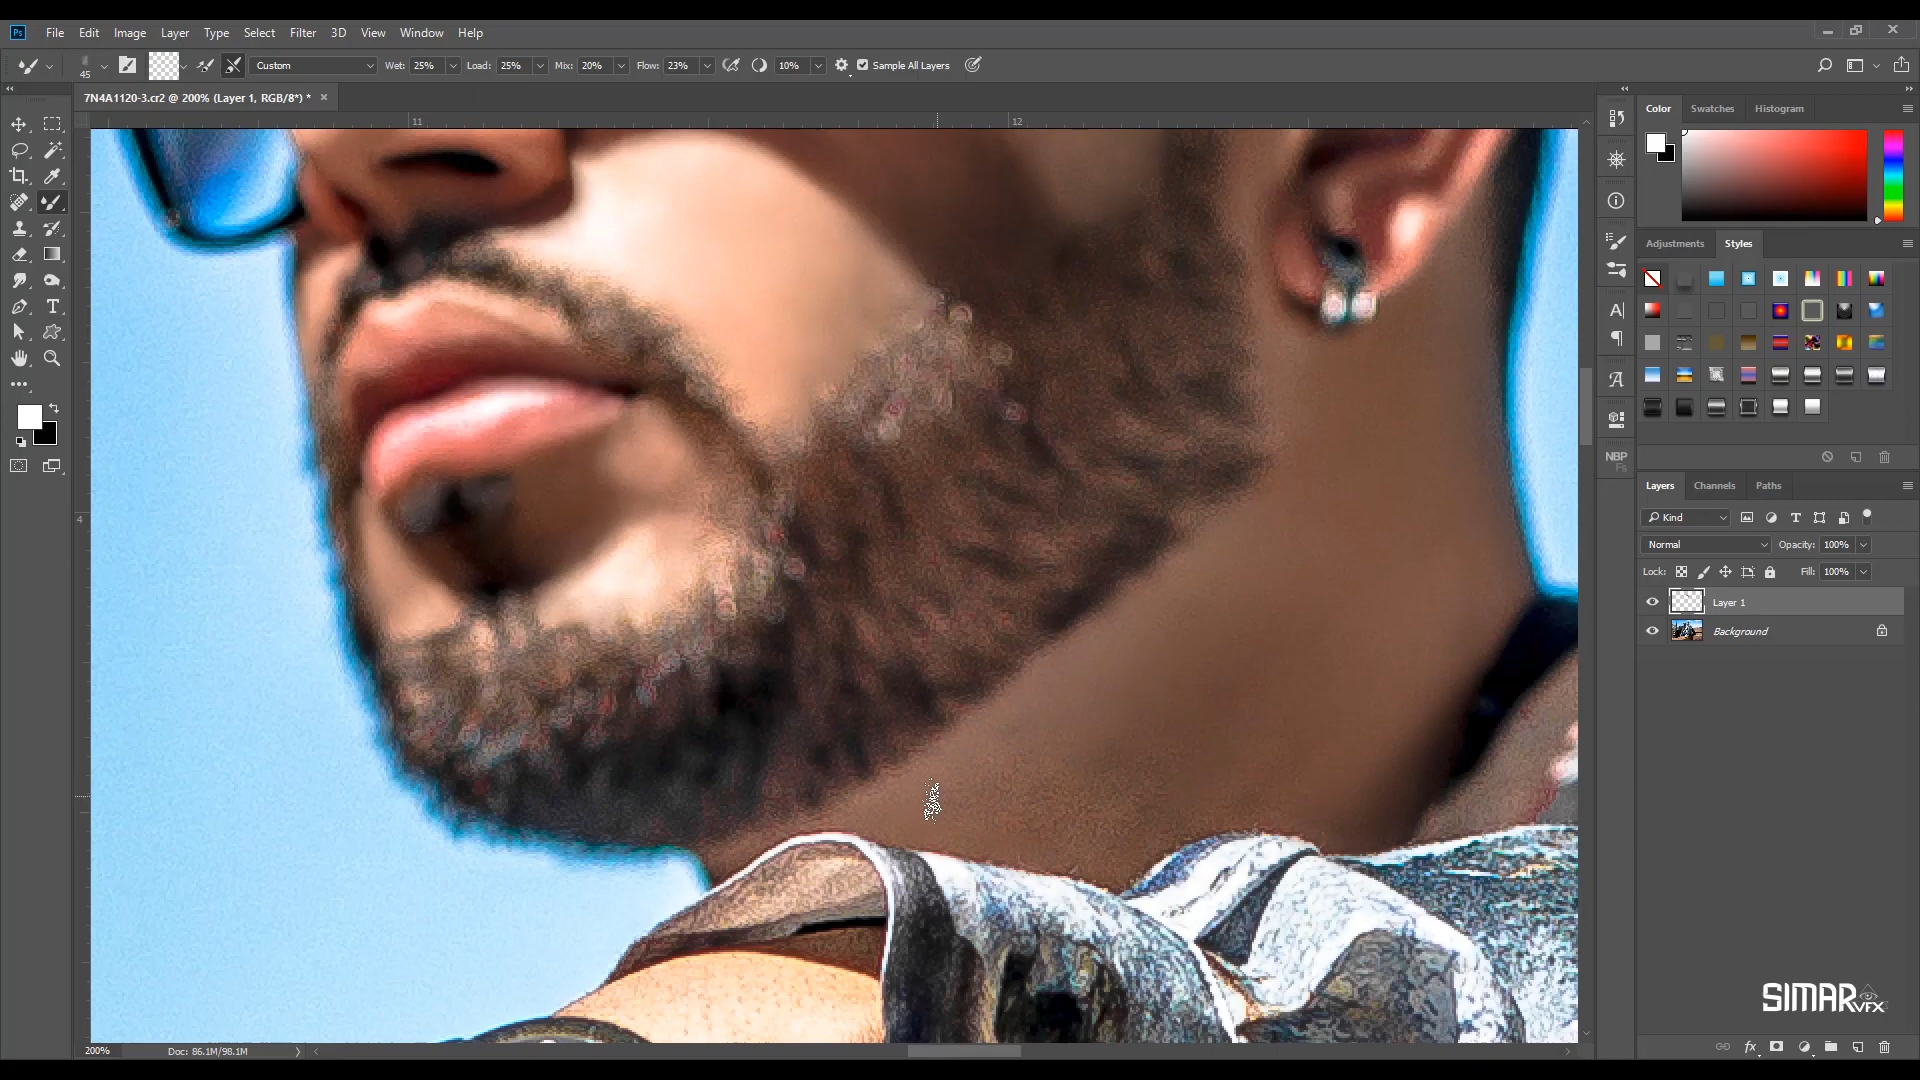 Ps File Edit Image Layer Type Select Filter 3D View Window Help
45 Custom Wet: 25% Load: 25% Mix: 20% Flow: 23% 10% Sample All Layers
7N4A1120-3.cr2 @ 200% (Layer 1, RGB/8*) *
11 12
4
Color Swatches Histogram
Adjustments Styles
NBP
Fs
Layers Channels Paths
Kind
Normal Opacity: 100%
Lock: Fill: 100%
Layer 1
Background
SIMAR VFX
fx
200% Doc: 86.1M/98.1M